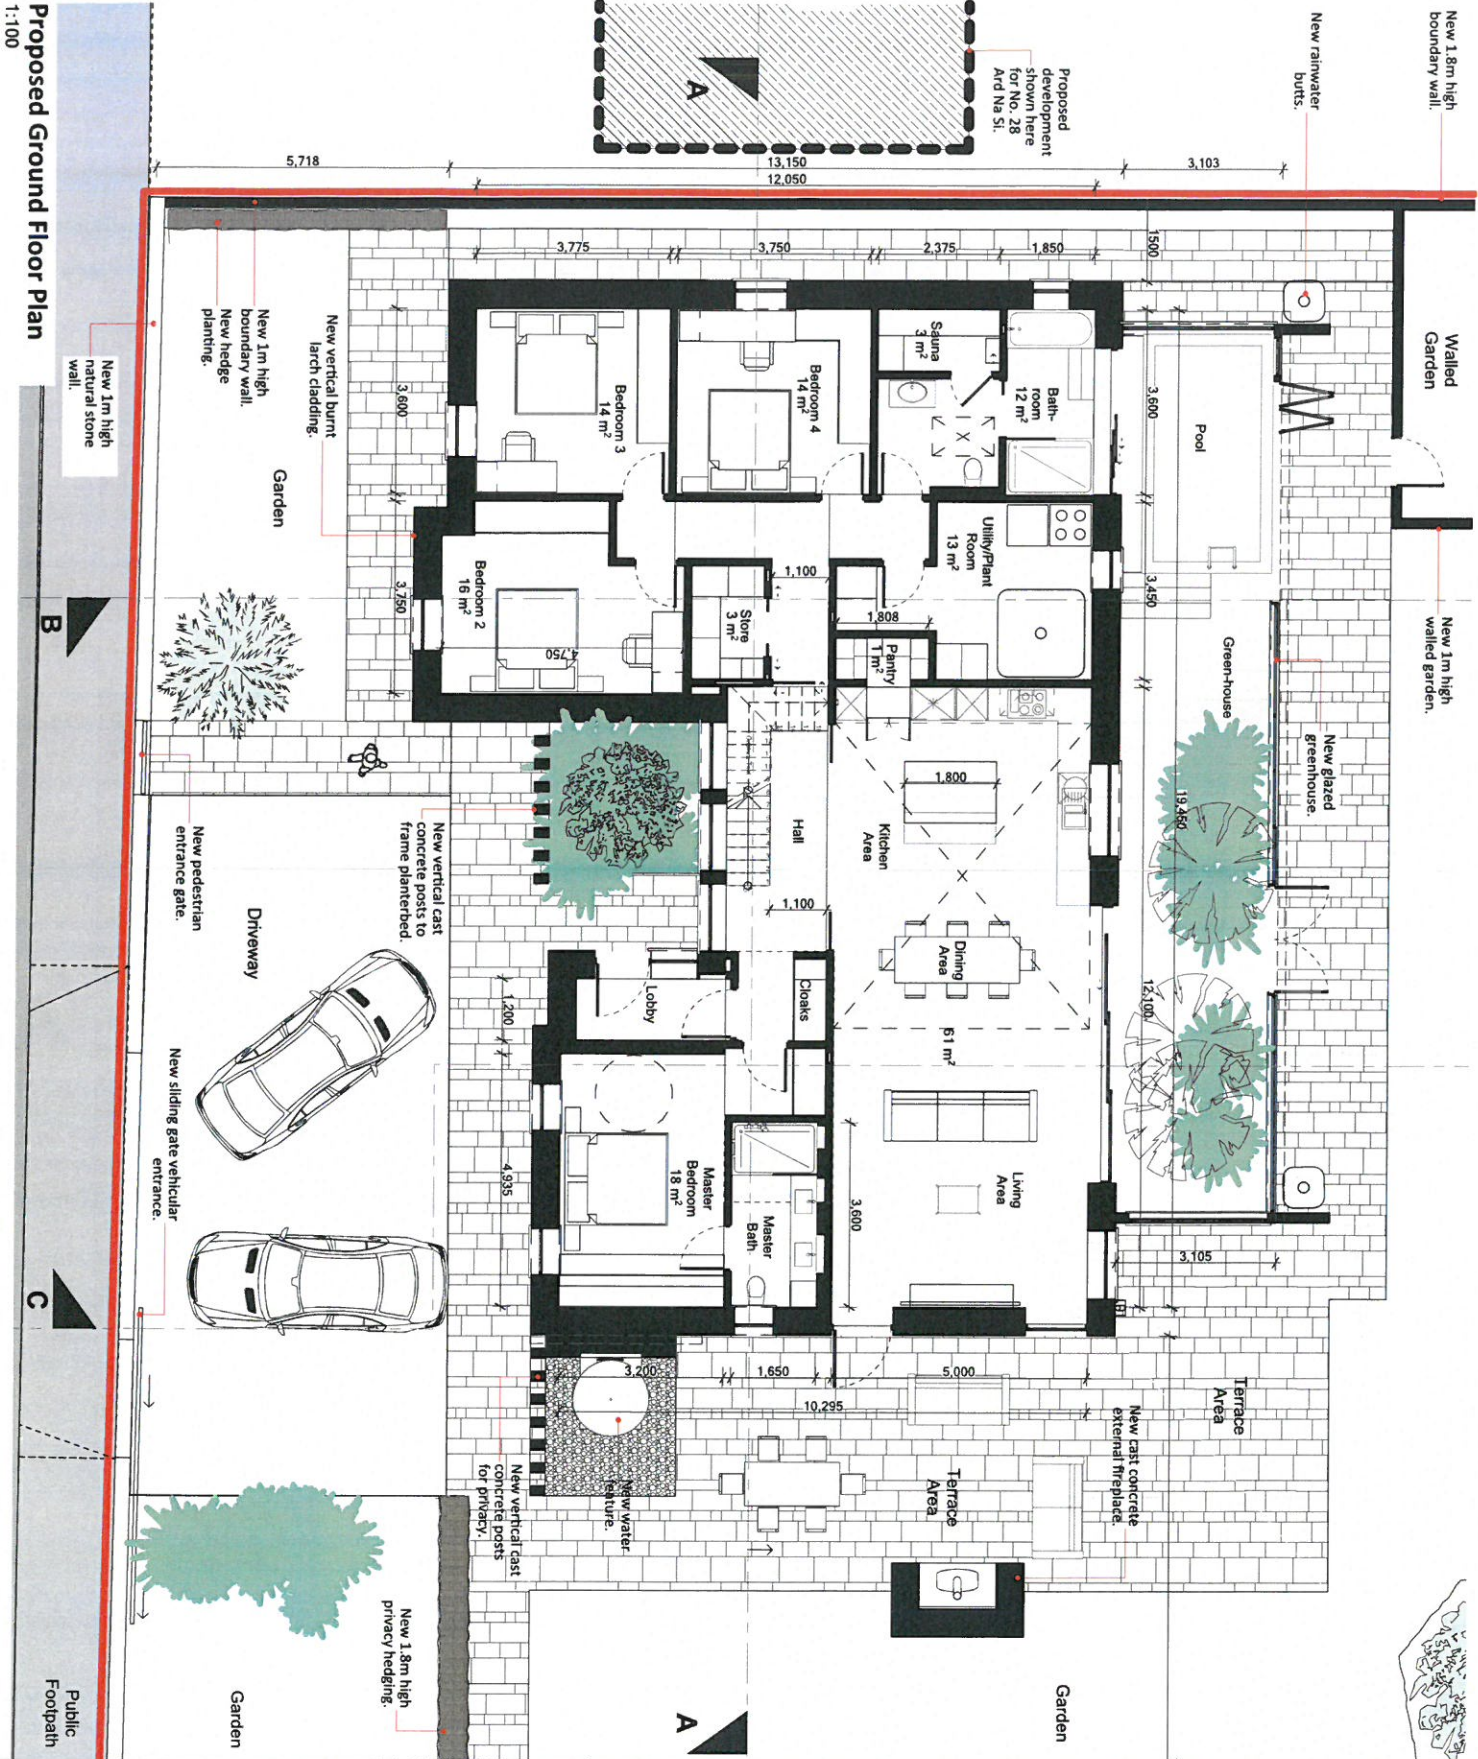 New 1.8m high
boundary wall.
New rainwater
butts.
Proposed
development
shown here
for No. 28
Ard Na Si.
A
Walled
Garden
New 1m high
walled garden.
5,718
13,150
12,050
3,103
3,775
3,750
2,375
1,850
1500
Sauna
3 m²
Bath-
room
12 m²
Pool
3,600
Bedroom 4
14 m²
Bedroom 3
14 m²
3,600
New vertical burnt
larch cladding.
New 1m high
boundary wall.
New hedge
planting.
New 1m high
natural stone
wall.
Garden
Utility/Plant
Room
13 m²
3,450
Green-house
New glazed
greenhouse.
1,100
1,808
Pantry
1 m²
Store
3 m²
Bedroom 2
16 m²
4,750
3,750
B
Hall
1,800
Kitchen
Area
19,450
1,100
Dining
Area
12,100
61 m²
Cloaks
Lobby
1,200
New vertical cast
concrete posts to
frame planterbed.
New pedestrian
entrance gate.
Driveway
New sliding gate vehicular
entrance.
4,935
Master
Bedroom
18 m²
Master
Bath
3,600
Living
Area
3,105
C
3,200
1,650
5,000
10,295
Terrace
Area
Terrace
Area
New cast concrete
external fireplace.
New water
feature.
New vertical cast
concrete posts
for privacy.
New 1.8m high
privacy hedging.
Garden
Garden
A
Public
Footpath
Proposed Ground Floor Plan
1:100